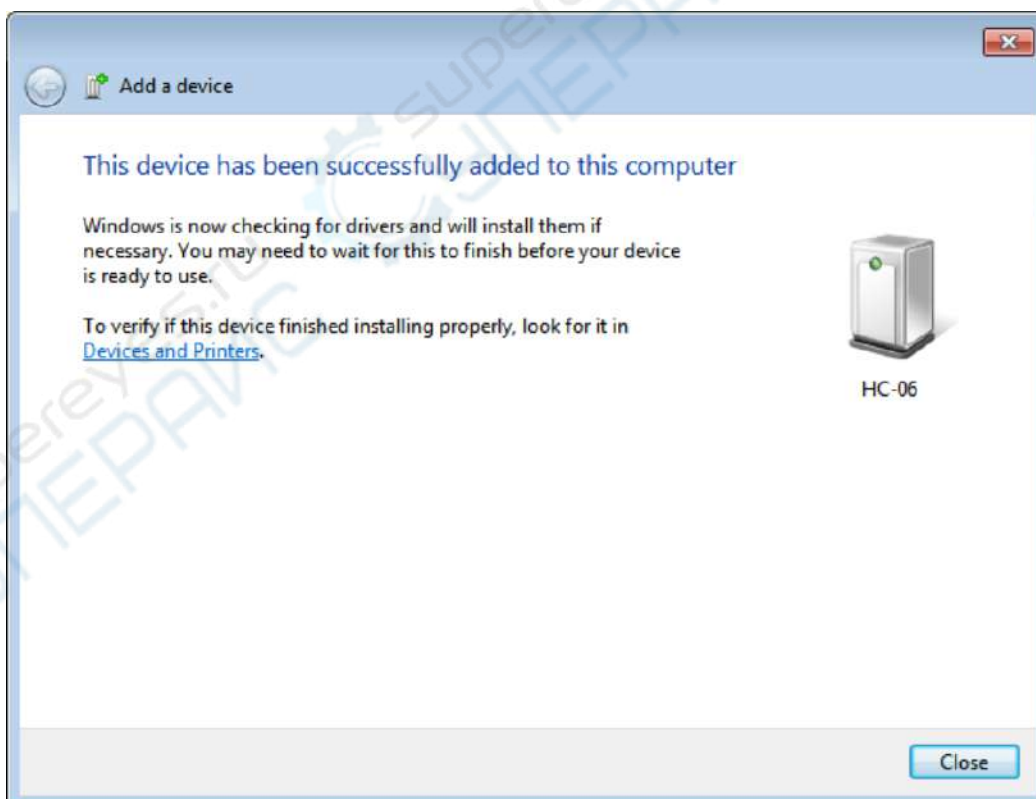 Add a device
This device has been successfully added to this computer
Windows is now checking for drivers and will install them if
necessary. You may need to wait for this to finish before your device
is ready to use.
To verify if this device finished installing properly, look for it in
Devices and Printers.
HC-06
Close
supereyes.ru
СУПЕРАЙС